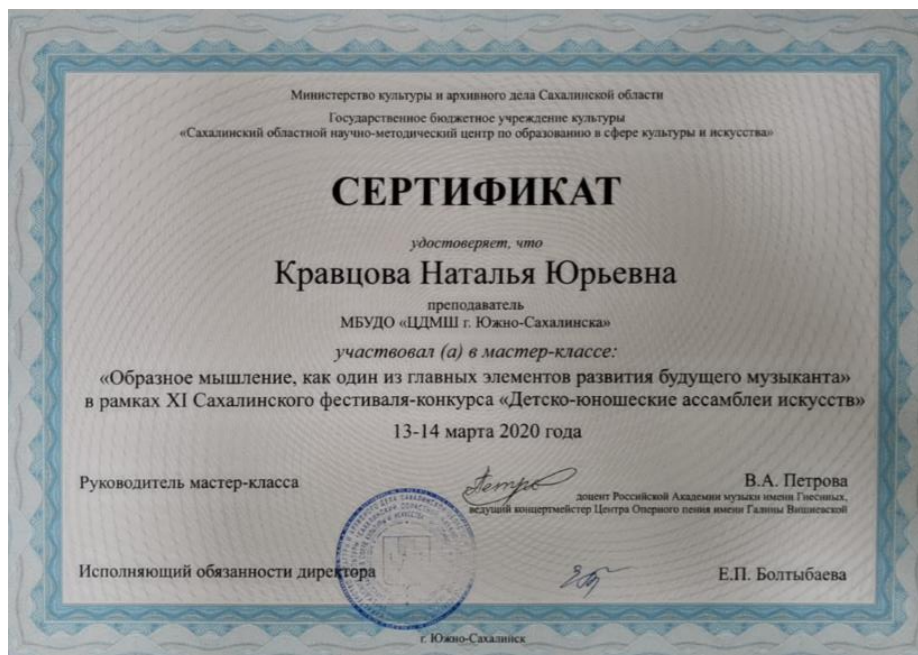 Министерство культуры и архивного дела Сахалинской области
Государственное бюджетное учреждение культуры
«Сахалинский областной научно-методический центр по образованию в сфере культуры и искусства»
СЕРТИФИКАТ
удостоверяет, что
Кравцова Наталья Юрьевна
преподаватель
МБУДО «ЦДМШ г. Южно-Сахалинска»
участвовал (а) в мастер-классе:
«Образное мышление, как один из главных элементов развития будущего музыканта»
в рамках XI Сахалинского фестиваля-конкурса «Детско-юношеские ассамблеи искусств»
13-14 марта 2020 года
Руководитель мастер-класса
В.А. Петрова
доцент Российской Академии музыки имени Гнесиных,
ведущий концертмейстер Центра Оперного пения имени Галины Вишневской
Исполняющий обязанности директора
Е.П. Болтыбаева
г. Южно-Сахалинск